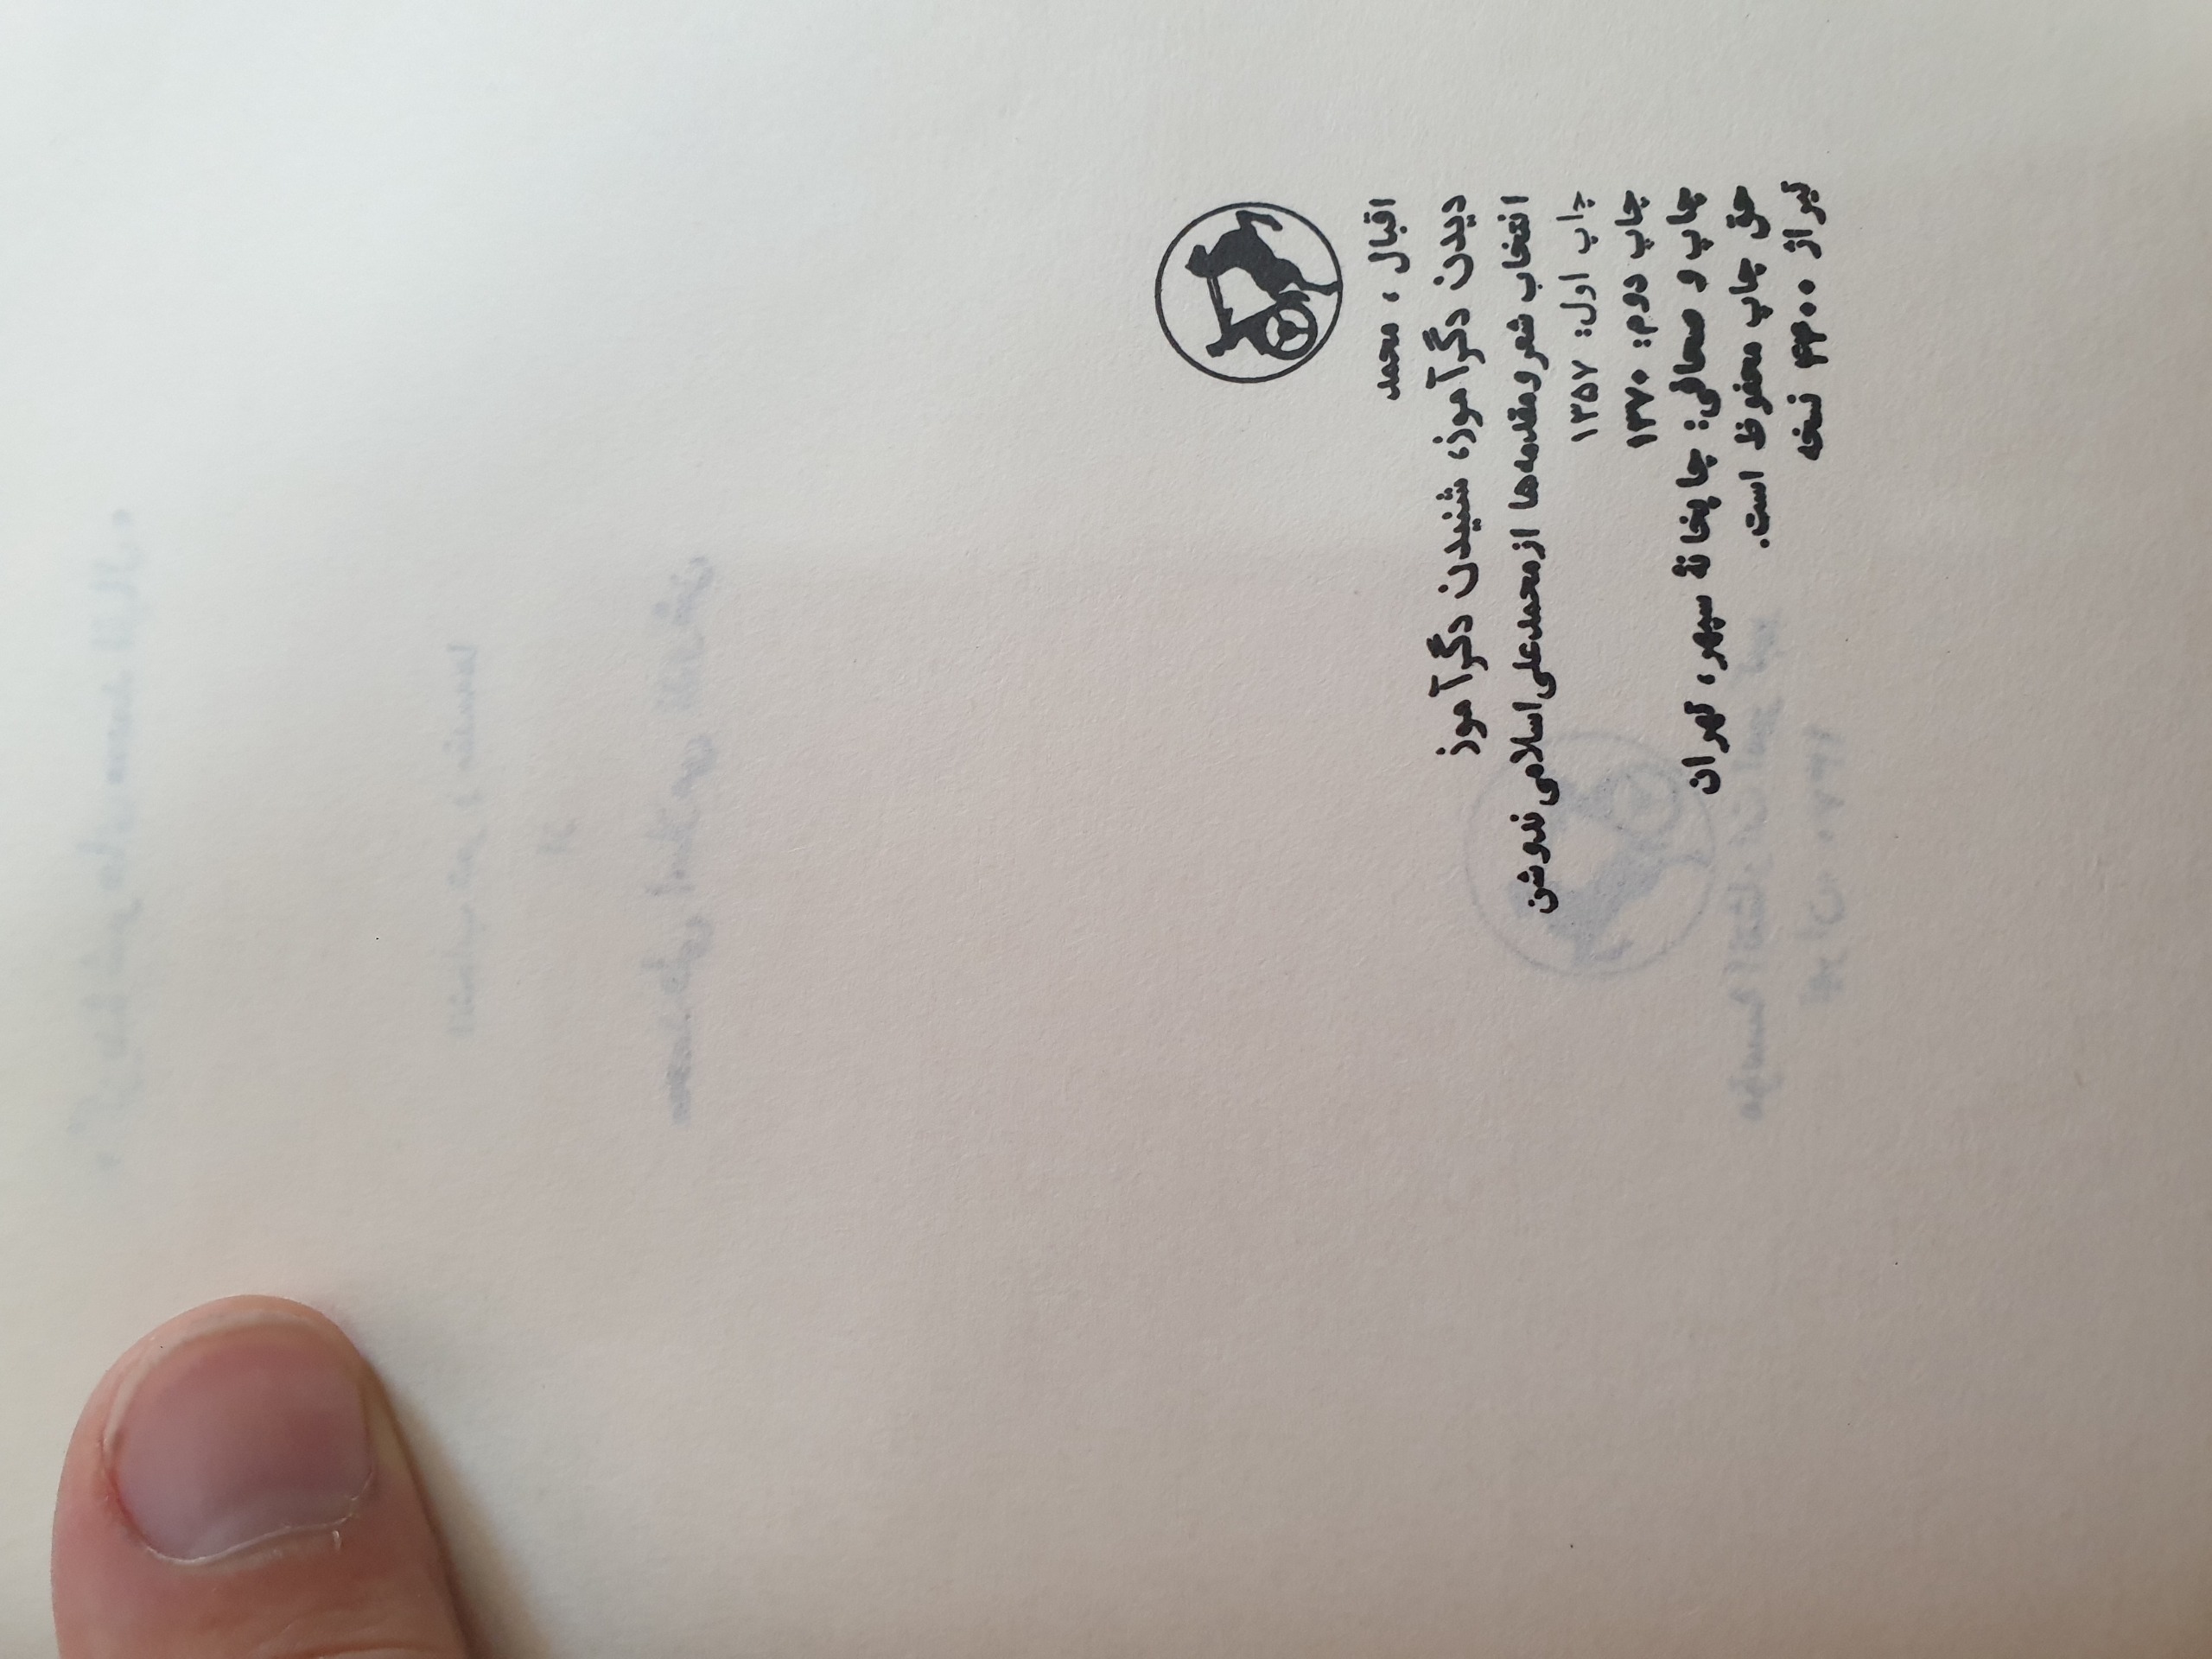 اقبال، محمد
دیدن دگرآموز، شنیدن دگرآموز
انتخاب شعر و مقدمه‌ها از محمدعلی اسلامی ندوشن
چاپ اول: ۱۳۵۷
چاپ دوم: ۱۳۷۰
چاپ و صحافی: چاپخانهٔ سپهر، تهران
حق چاپ محفوظ است.
تیراژ ۴۴۰۰ نسخه